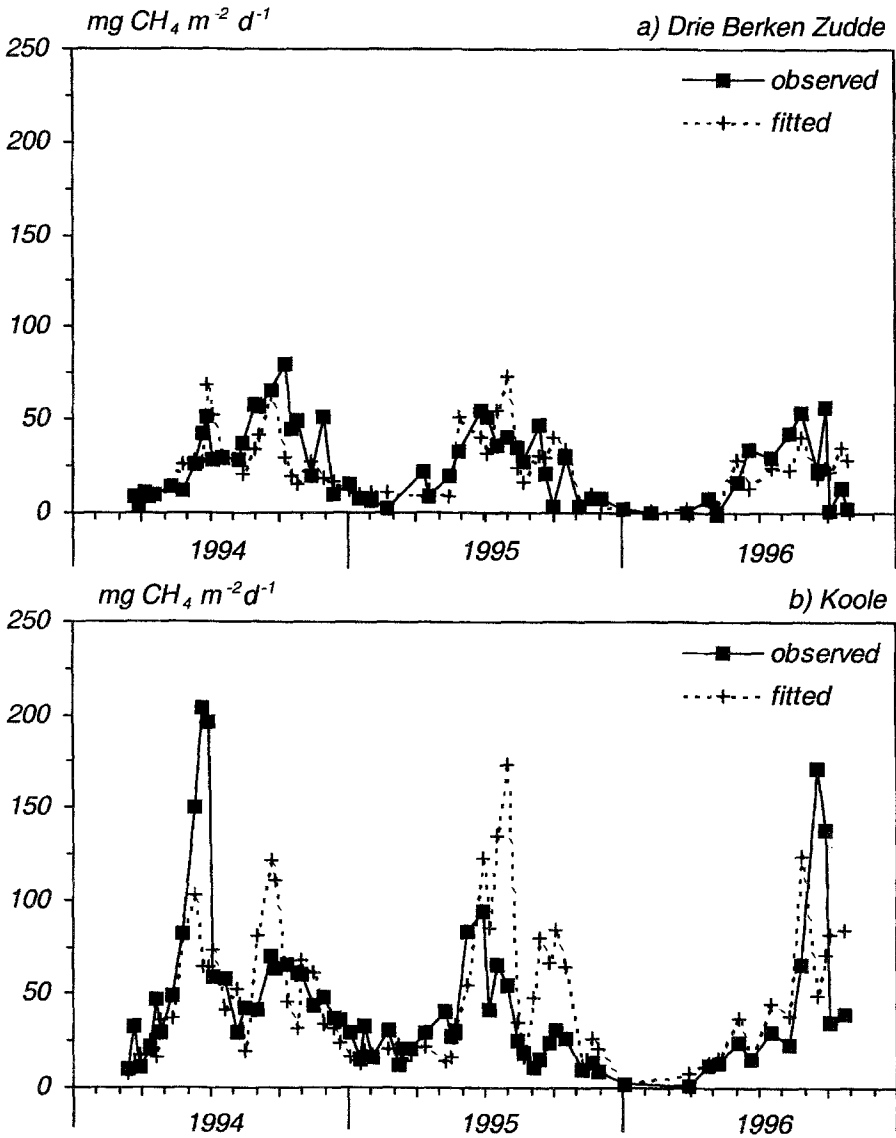 mg CH₄ m⁻² d⁻¹
a) Drie Berken Zudde
250
200
150
100
50
0
observed
fitted
1994
1995
1996
mg CH₄ m⁻² d⁻¹
b) Koole
250
200
150
100
50
0
observed
fitted
1994
1995
1996